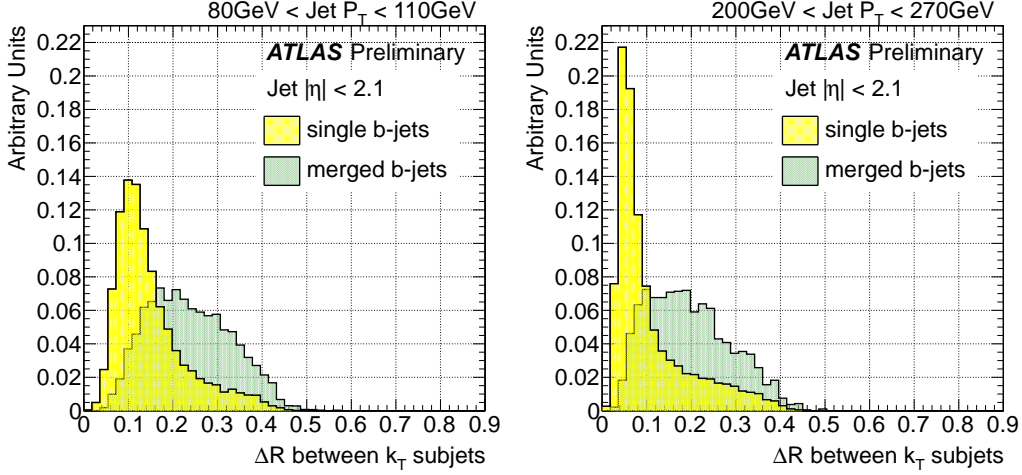 80GeV < Jet P_T < 110GeV
Arbitrary Units
0.22
0.2
0.18
0.16
0.14
0.12
0.1
0.08
0.06
0.04
0.02
0
ATLAS Preliminary
Jet |η| < 2.1
single b-jets
merged b-jets
0 0.1 0.2 0.3 0.4 0.5 0.6 0.7 0.8 0.9
ΔR between k_T subjets
200GeV < Jet P_T < 270GeV
Arbitrary Units
0.22
0.2
0.18
0.16
0.14
0.12
0.1
0.08
0.06
0.04
0.02
0
ATLAS Preliminary
Jet |η| < 2.1
single b-jets
merged b-jets
0 0.1 0.2 0.3 0.4 0.5 0.6 0.7 0.8 0.9
ΔR between k_T subjets